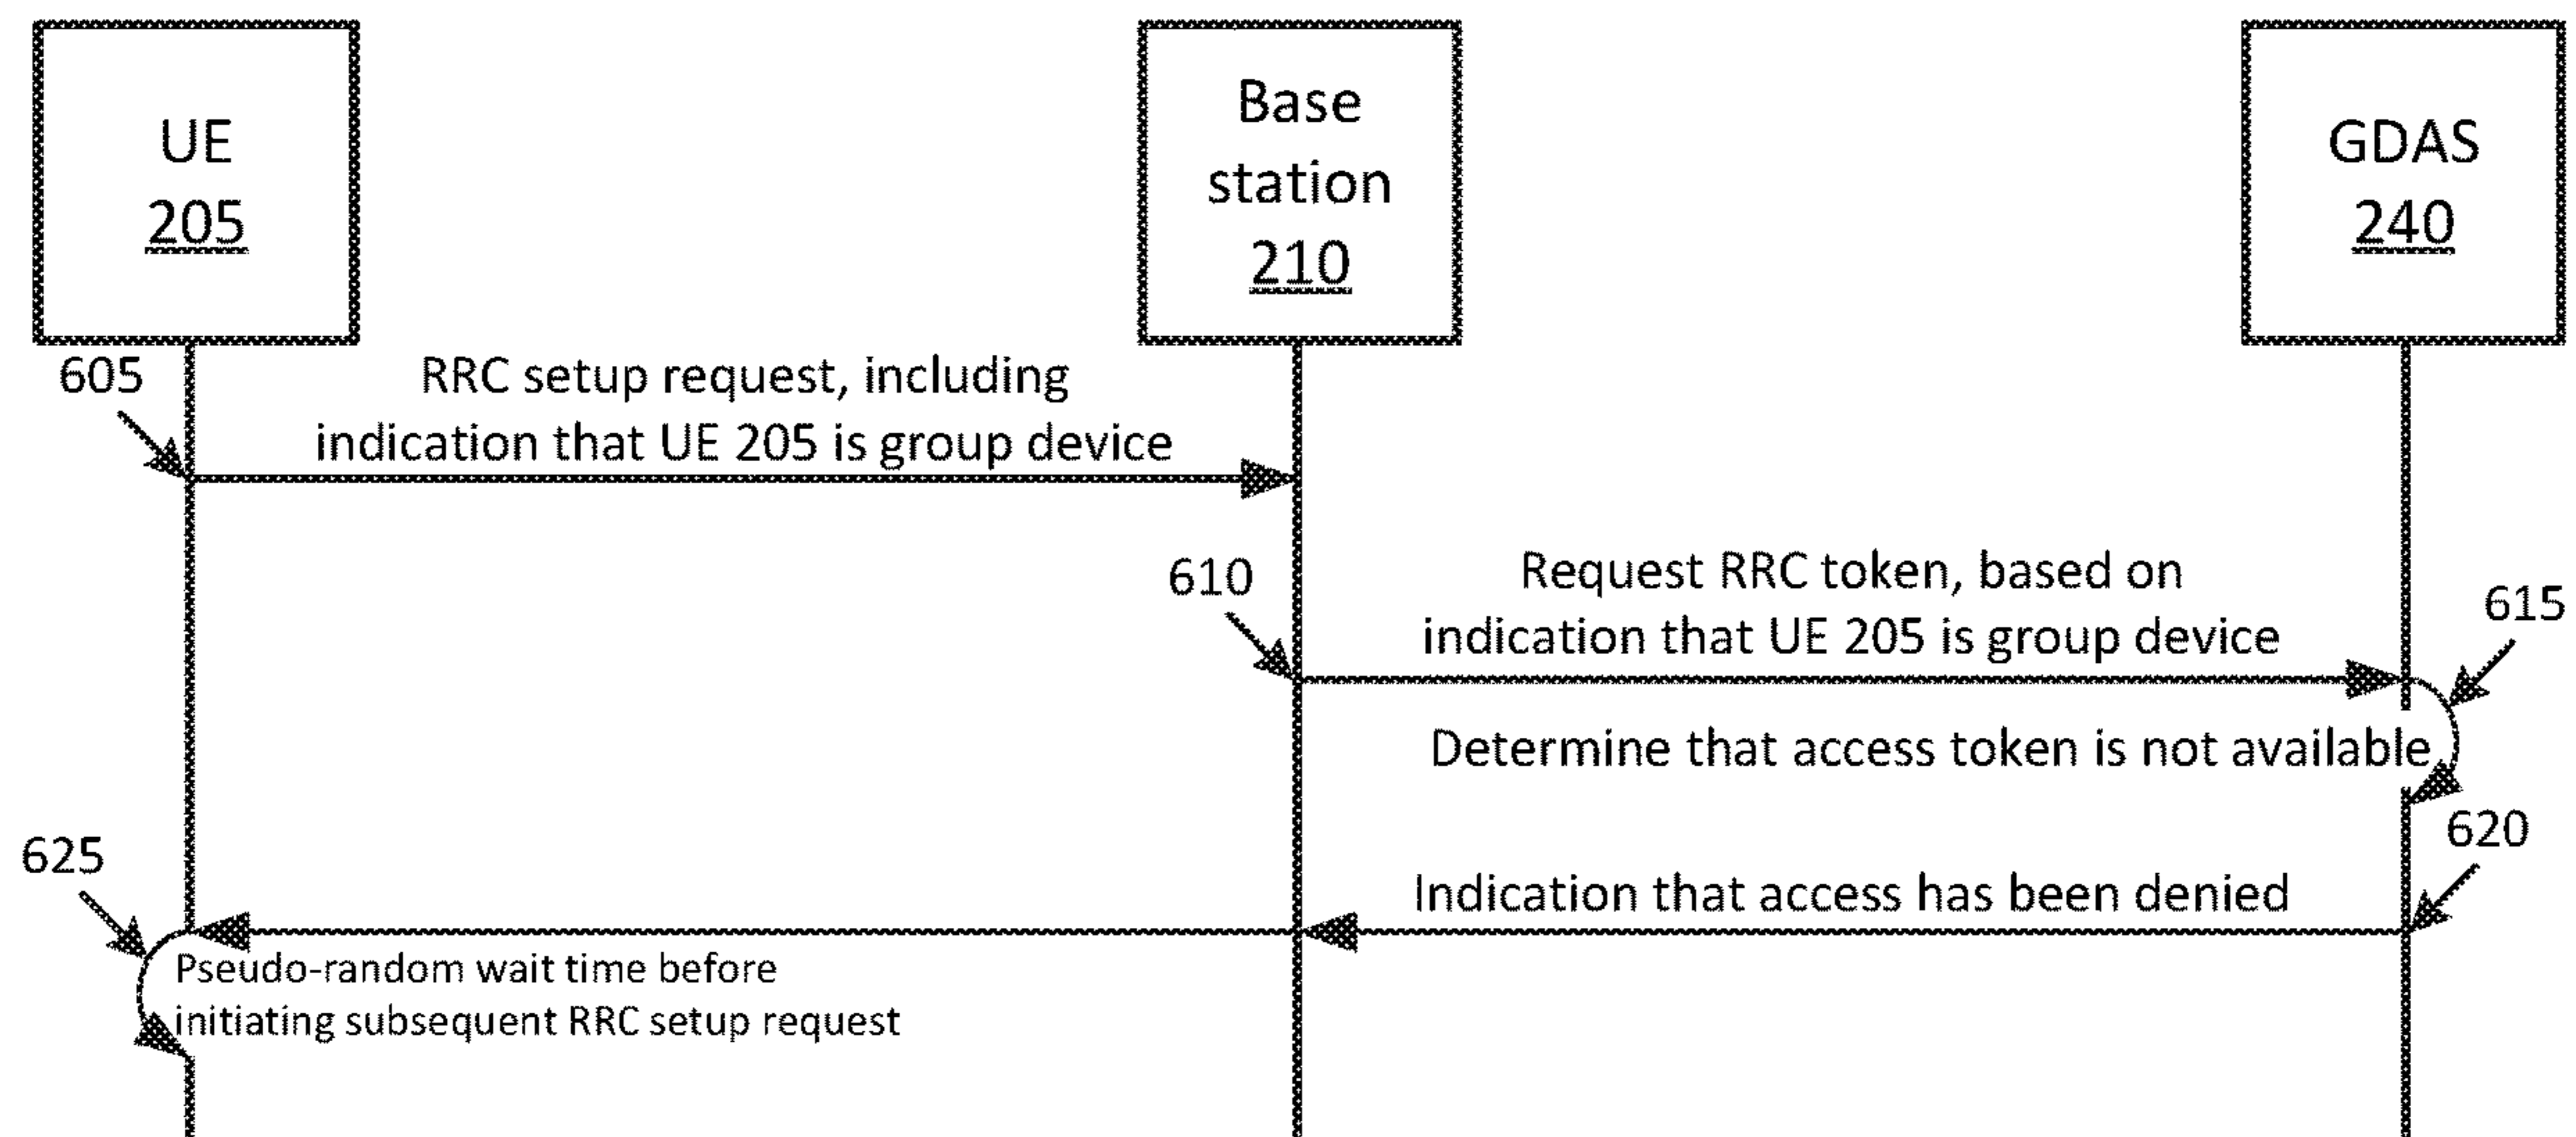 UE
205
Base
station
210
GDAS
240
605
RRC setup request, including
indication that UE 205 is group device
610
Request RRC token, based on
indication that UE 205 is group device
615
Determine that access token is not available
620
Indication that access has been denied
625
Pseudo-random wait time before
initiating subsequent RRC setup request